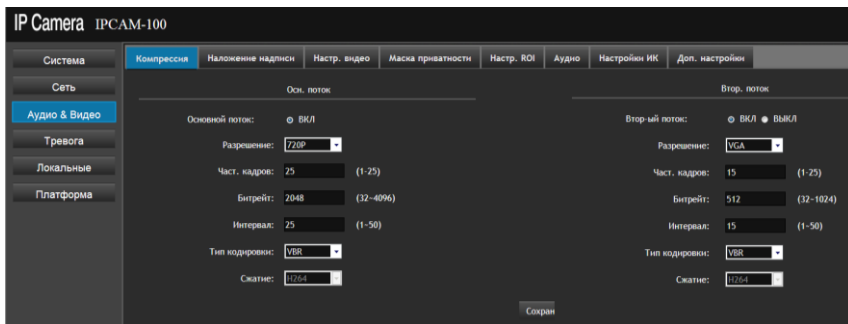 IP Camera IPCAM-100
Система
Сеть
Аудио & Видео
Тревога
Локальные
Платформа
Компрессия Наложение надписи Настр. видео Маска приватности Настр. ROI Аудио Настройки ИК Доп. настройки
Осн. поток
Основной поток: ВКЛ
Разрешение: 720P
Част. кадров: 25 (1-25)
Битрейт: 2048 (32~4096)
Интервал: 25 (1~50)
Тип кодировки: VBR
Сжатие: H264
Втор. поток
Втор-ый поток: ВКЛ ВЫКЛ
Разрешение: VGA
Част. кадров: 15 (1-25)
Битрейт: 512 (32~1024)
Интервал: 15 (1~50)
Тип кодировки: VBR
Сжатие: H264
Сохран